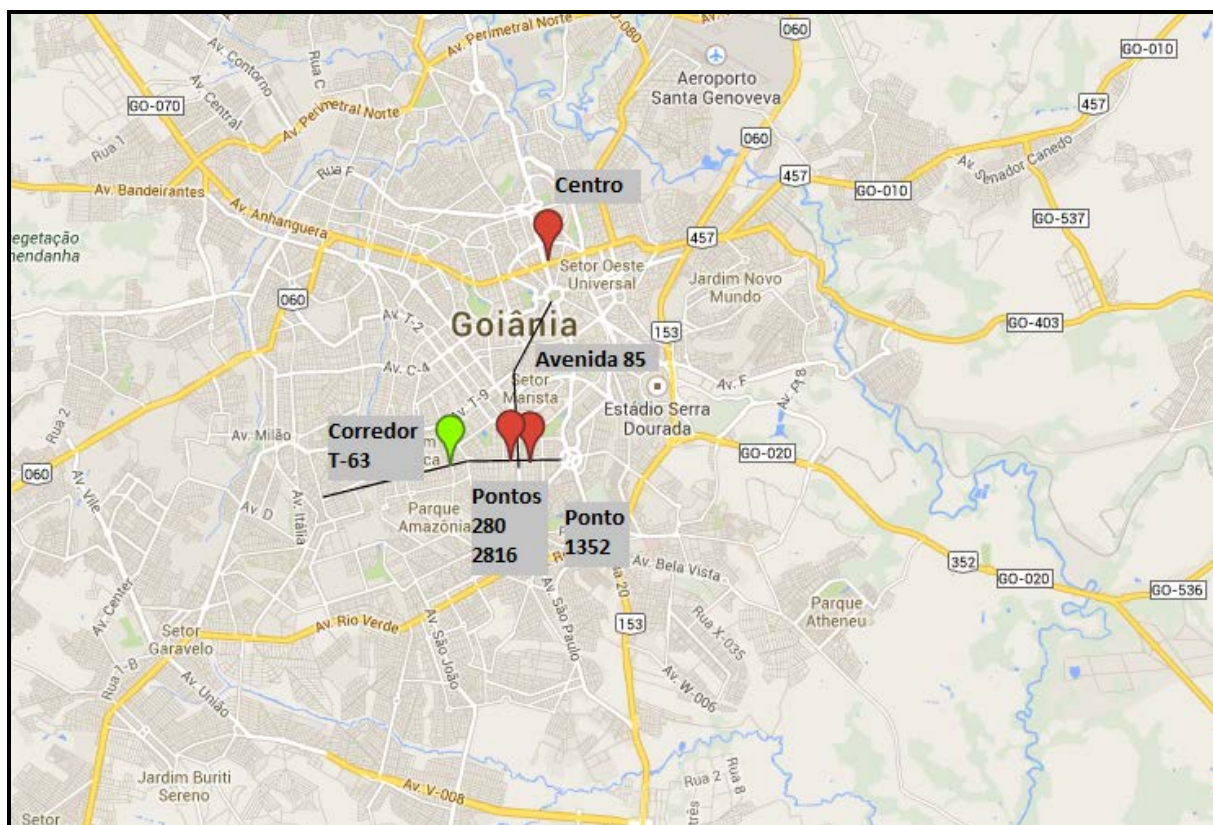 Av. Perimetral Norte
GO-080
060
GO-010
Av. Contorno
Rua C
Aeroporto
Santa Genoveva
457
GO-070
Av. Central
Av. Perimetral Norte
060
Rua 1
457
Av. Senador Canedo
Rua F
Av. Bandeirantes
Centro
GO-010
Av. Anhanguera
GO-537
457
egetação
nendanha
Setor Oeste
Universal
Jardim Novo
Mundo
060
Av. T-2
Goiânia
153
GO-403
Avenida 85
Av. C-4
Setor
Marista
Av. F
Av. T-9
Estádio Serra
Dourada
Rua 2
Corredor
T-63
Av. Milão
GO-020
060
Av. Vile
Av. D
Av. Itália
Parque
Amazônia
Pontos
280
2816
Ponto
1352
352
GO-020
Av. Bela Vista
GO-536
Av. Center
Parque
Atheneu
Rua X-035
Av. São Paulo
Av. Rio Verde
Av. São João
153
Setor
Garavelo
Rua 1-B
Av. União
Av. W-006
Jardim Buriti
Sereno
Av. V-008
Rua 2
Rua 8
Setor